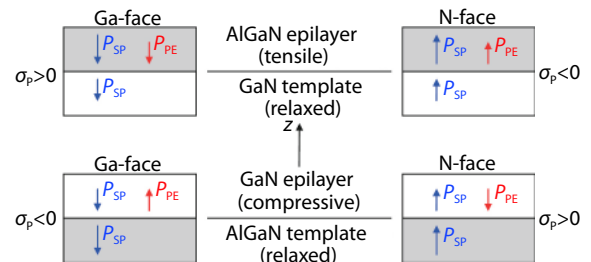 Ga-face
AlGaN epilayer
(tensile)
N-face
P_SP P_PE
P_SP P_PE
σ_P>0
σ_P<0
P_SP
GaN template
(relaxed)
P_SP
z
Ga-face
GaN epilayer
(compressive)
N-face
P_SP P_PE
P_SP P_PE
σ_P<0
σ_P>0
P_SP
AlGaN template
(relaxed)
P_SP